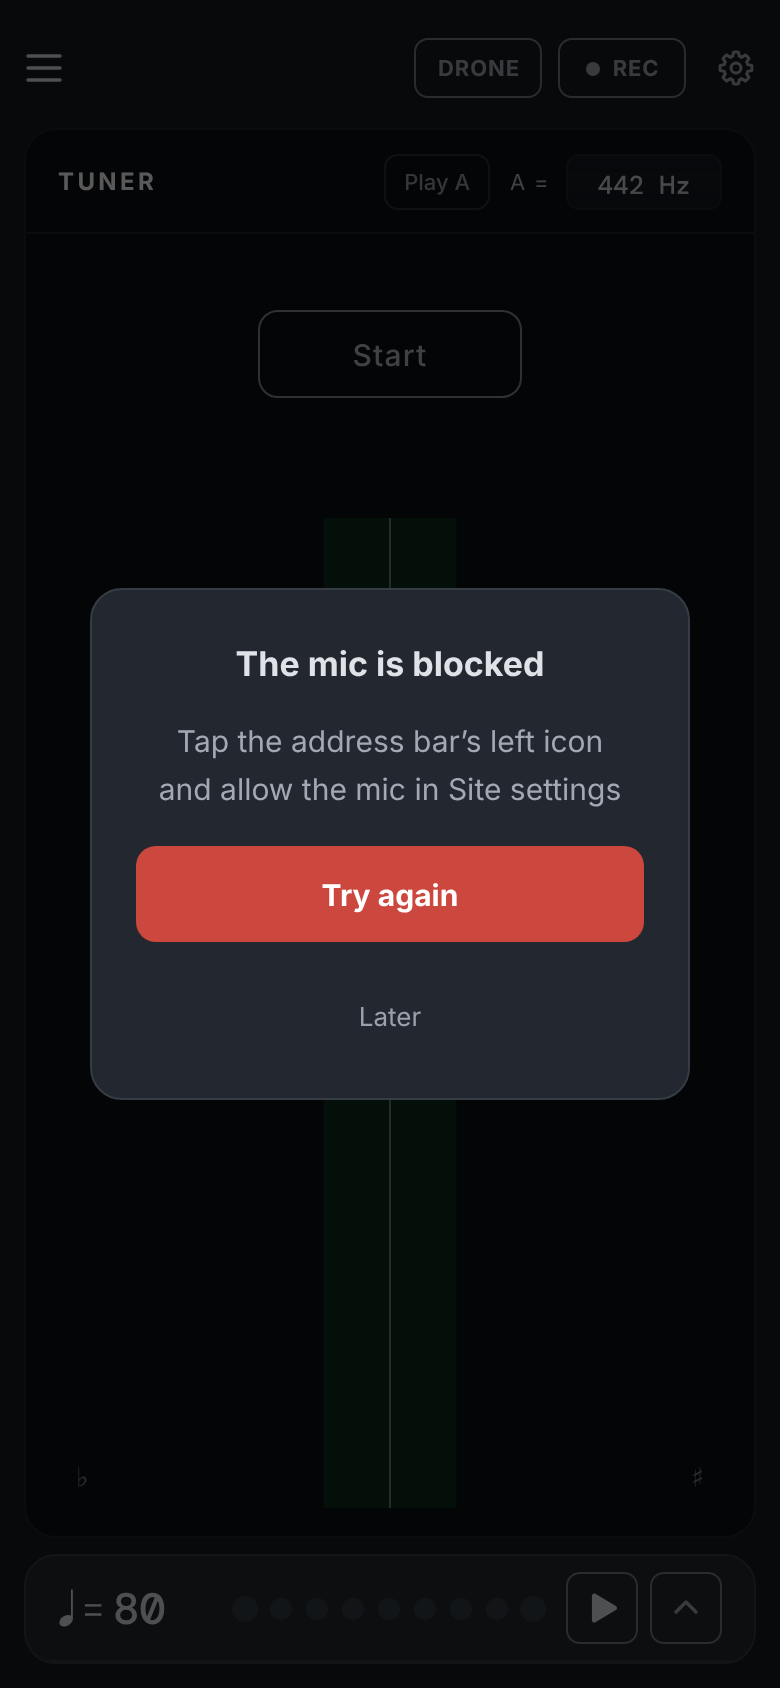 DRONE
REC
TUNER
Play A
A =
442 Hz
Start
The mic is blocked
Tap the address bar’s left icon
and allow the mic in Site settings
Try again
Later
♭
♯
♩= 80